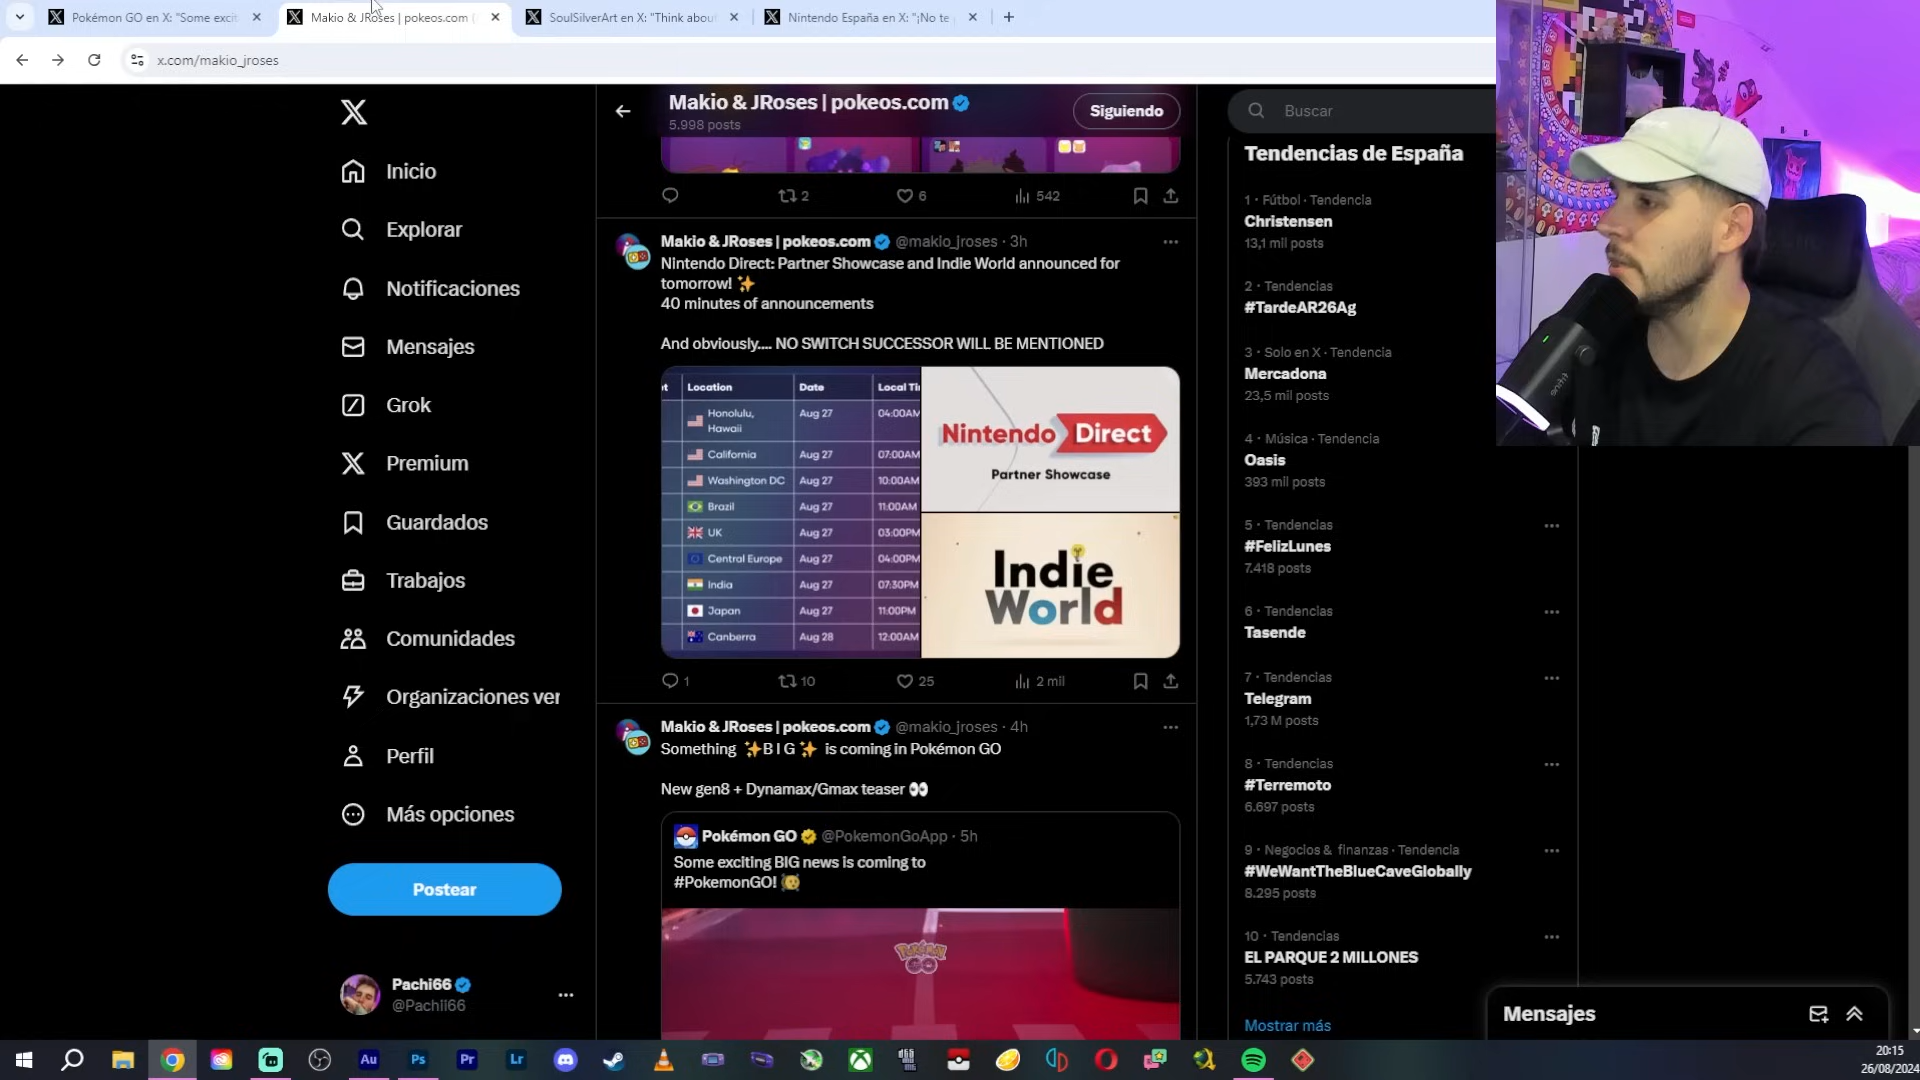 Pokémon GO en X: "Some excit
Makio & JRoses | pokeos.com (
SoulSilverArt en X: "Think about
Nintendo España en X: "¡No te
x.com/makio_jroses
Inicio
Explorar
Notificaciones
Mensajes
Grok
Premium
Guardados
Trabajos
Comunidades
Organizaciones ver
Perfil
Más opciones
Postear
Pachi66
@Pachii66
Makio & JRoses | pokeos.com
5.998 posts
Siguiendo
2
6
542
Makio & JRoses | pokeos.com @makio_jroses · 3h
Nintendo Direct: Partner Showcase and Indie World announced for
tomorrow! ✨
40 minutes of announcements
And obviously.... NO SWITCH SUCCESSOR WILL BE MENTIONED
Location Date Local Ti
Honolulu, Hawaii Aug 27 04:00AM
California Aug 27 07:00AM
Washington DC Aug 27 10:00AM
Brazil Aug 27 11:00AM
UK Aug 27 03:00PM
Central Europe Aug 27 04:00PM
India Aug 27 07:30PM
Japan Aug 27 11:00PM
Canberra Aug 28 12:00AM
Nintendo Direct
Partner Showcase
Indie
World
1
10
25
2 mil
Makio & JRoses | pokeos.com @makio_jroses · 4h
Something ✨B I G✨ is coming in Pokémon GO
New gen8 + Dynamax/Gmax teaser 👀
Pokémon GO @PokemonGoApp · 5h
Some exciting BIG news is coming to
#PokemonGO!
POKÉMON GO
Buscar
Tendencias de España
1 · Fútbol · Tendencia
Christensen
13,1 mil posts
2 · Tendencias
#TardeAR26Ag
3 · Solo en X · Tendencia
Mercadona
23,5 mil posts
4 · Música · Tendencia
Oasis
393 mil posts
5 · Tendencias
#FelizLunes
7.418 posts
6 · Tendencias
Tasende
7 · Tendencias
Telegram
1,73 M posts
8 · Tendencias
#Terremoto
6.697 posts
9 · Negocios & finanzas · Tendencia
#WeWantTheBlueCaveGlobally
8.295 posts
10 · Tendencias
EL PARQUE 2 MILLONES
5.743 posts
Mostrar más
Mensajes
Au
Ps
Pr
Lr
20:15
26/08/2024